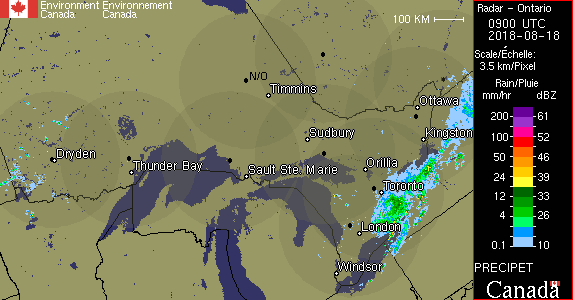 Environment Environnement
Canada Canada
Radar - Ontario
0900 UTC
2018-08-18
100 KM
Scale/Échelle:
3.5 km/Pixel
Rain/Pluie
mm/hr dBZ
200 61
100 52
50 46
24 39
12 33
4 26
0.1 10
N/O
Timmins
Ottawa
Sudbury
Kingston
Dryden
Thunder Bay
Sault Ste. Marie
Orillia
Toronto
London
Windsor
PRECIPET
Canada